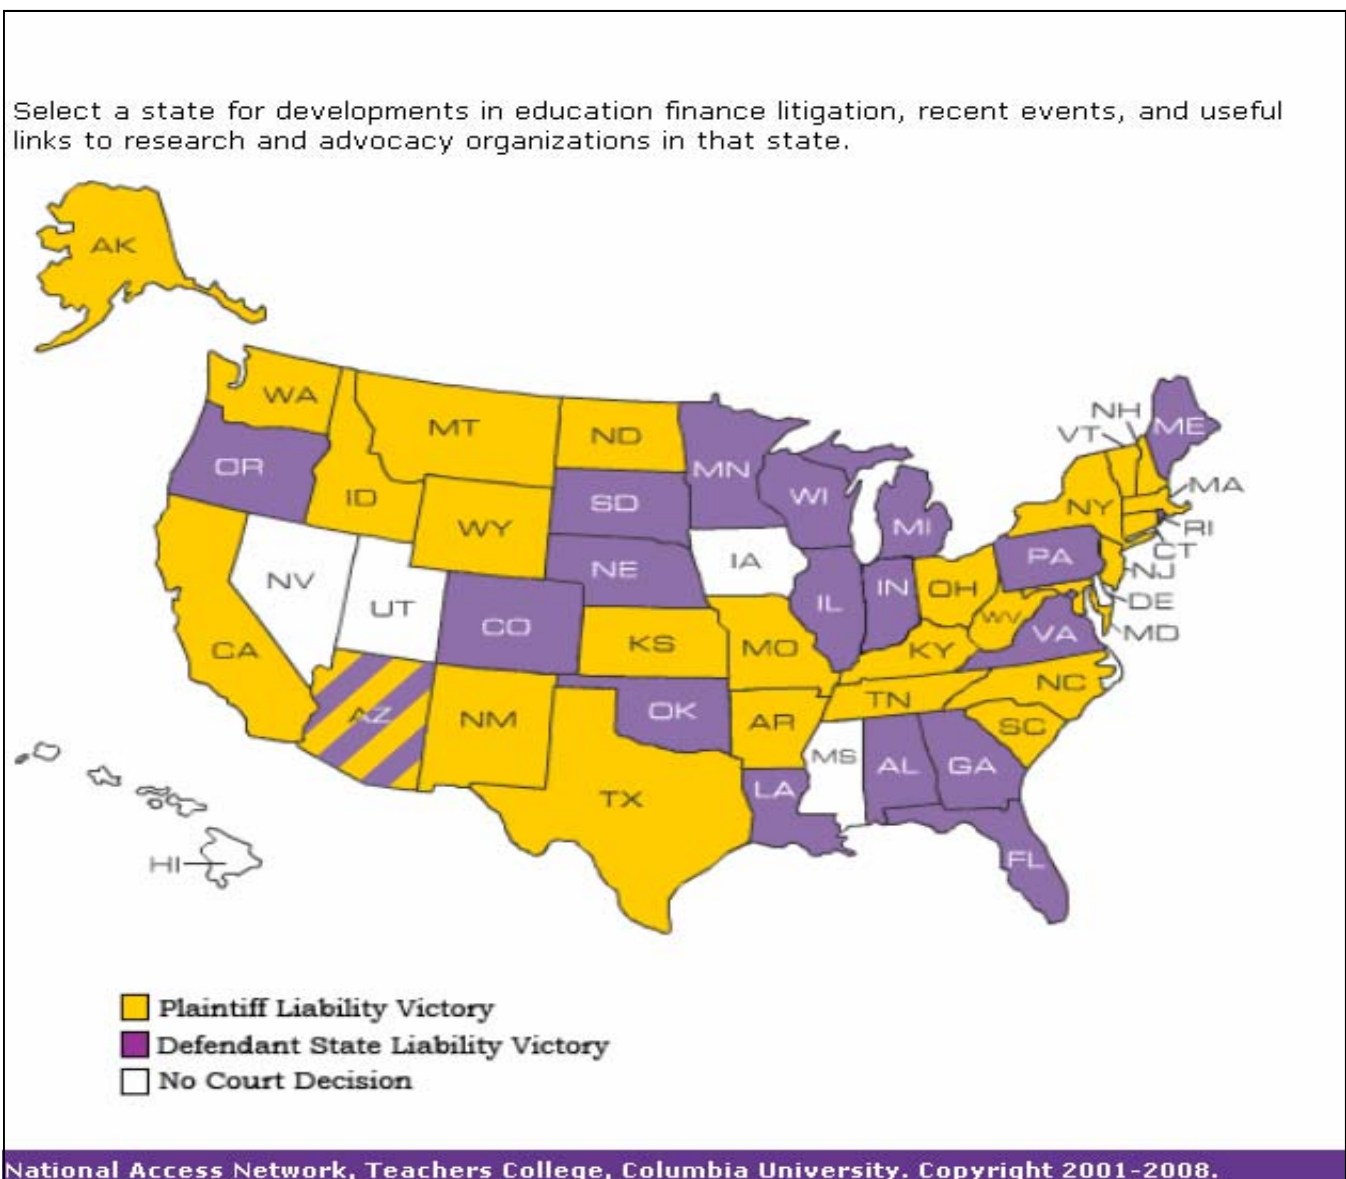 Select a state for developments in education finance litigation, recent events, and useful
links to research and advocacy organizations in that state.
AK
WA
MT
ND
OR
ID
WY
SD
MN
WI
MI
NH
VT
ME
MA
NY
RI
CT
NJ
PA
DE
MD
NV
UT
CO
NE
IA
IL
IN
OH
WV
VA
CA
KS
MO
KY
NC
AZ
NM
OK
AR
TN
SC
TX
LA
MS
AL
GA
FL
HI
Plaintiff Liability Victory
Defendant State Liability Victory
No Court Decision
National Access Network, Teachers College, Columbia University. Copyright 2001-2008.